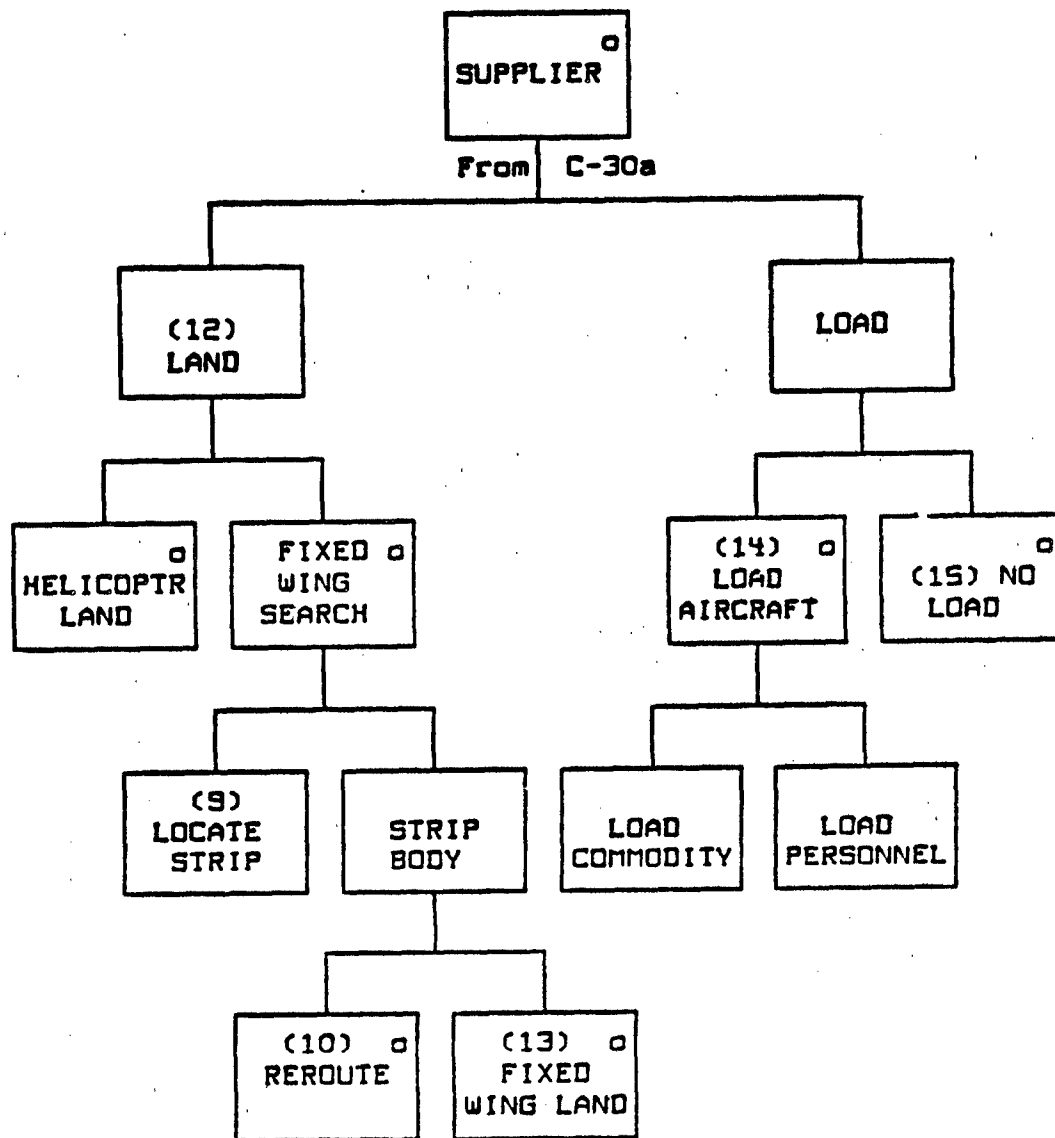 SUPPLIER
From C-30a
(12)
LAND
LOAD
HELICOPTR
LAND
FIXED
WING
SEARCH
(14)
LOAD
AIRCRAFT
(15) NO
LOAD
(9)
LOCATE
STRIP
STRIP
BODY
LOAD
COMMODITY
LOAD
PERSONNEL
(10)
REROUTE
(13)
FIXED
WING LAND